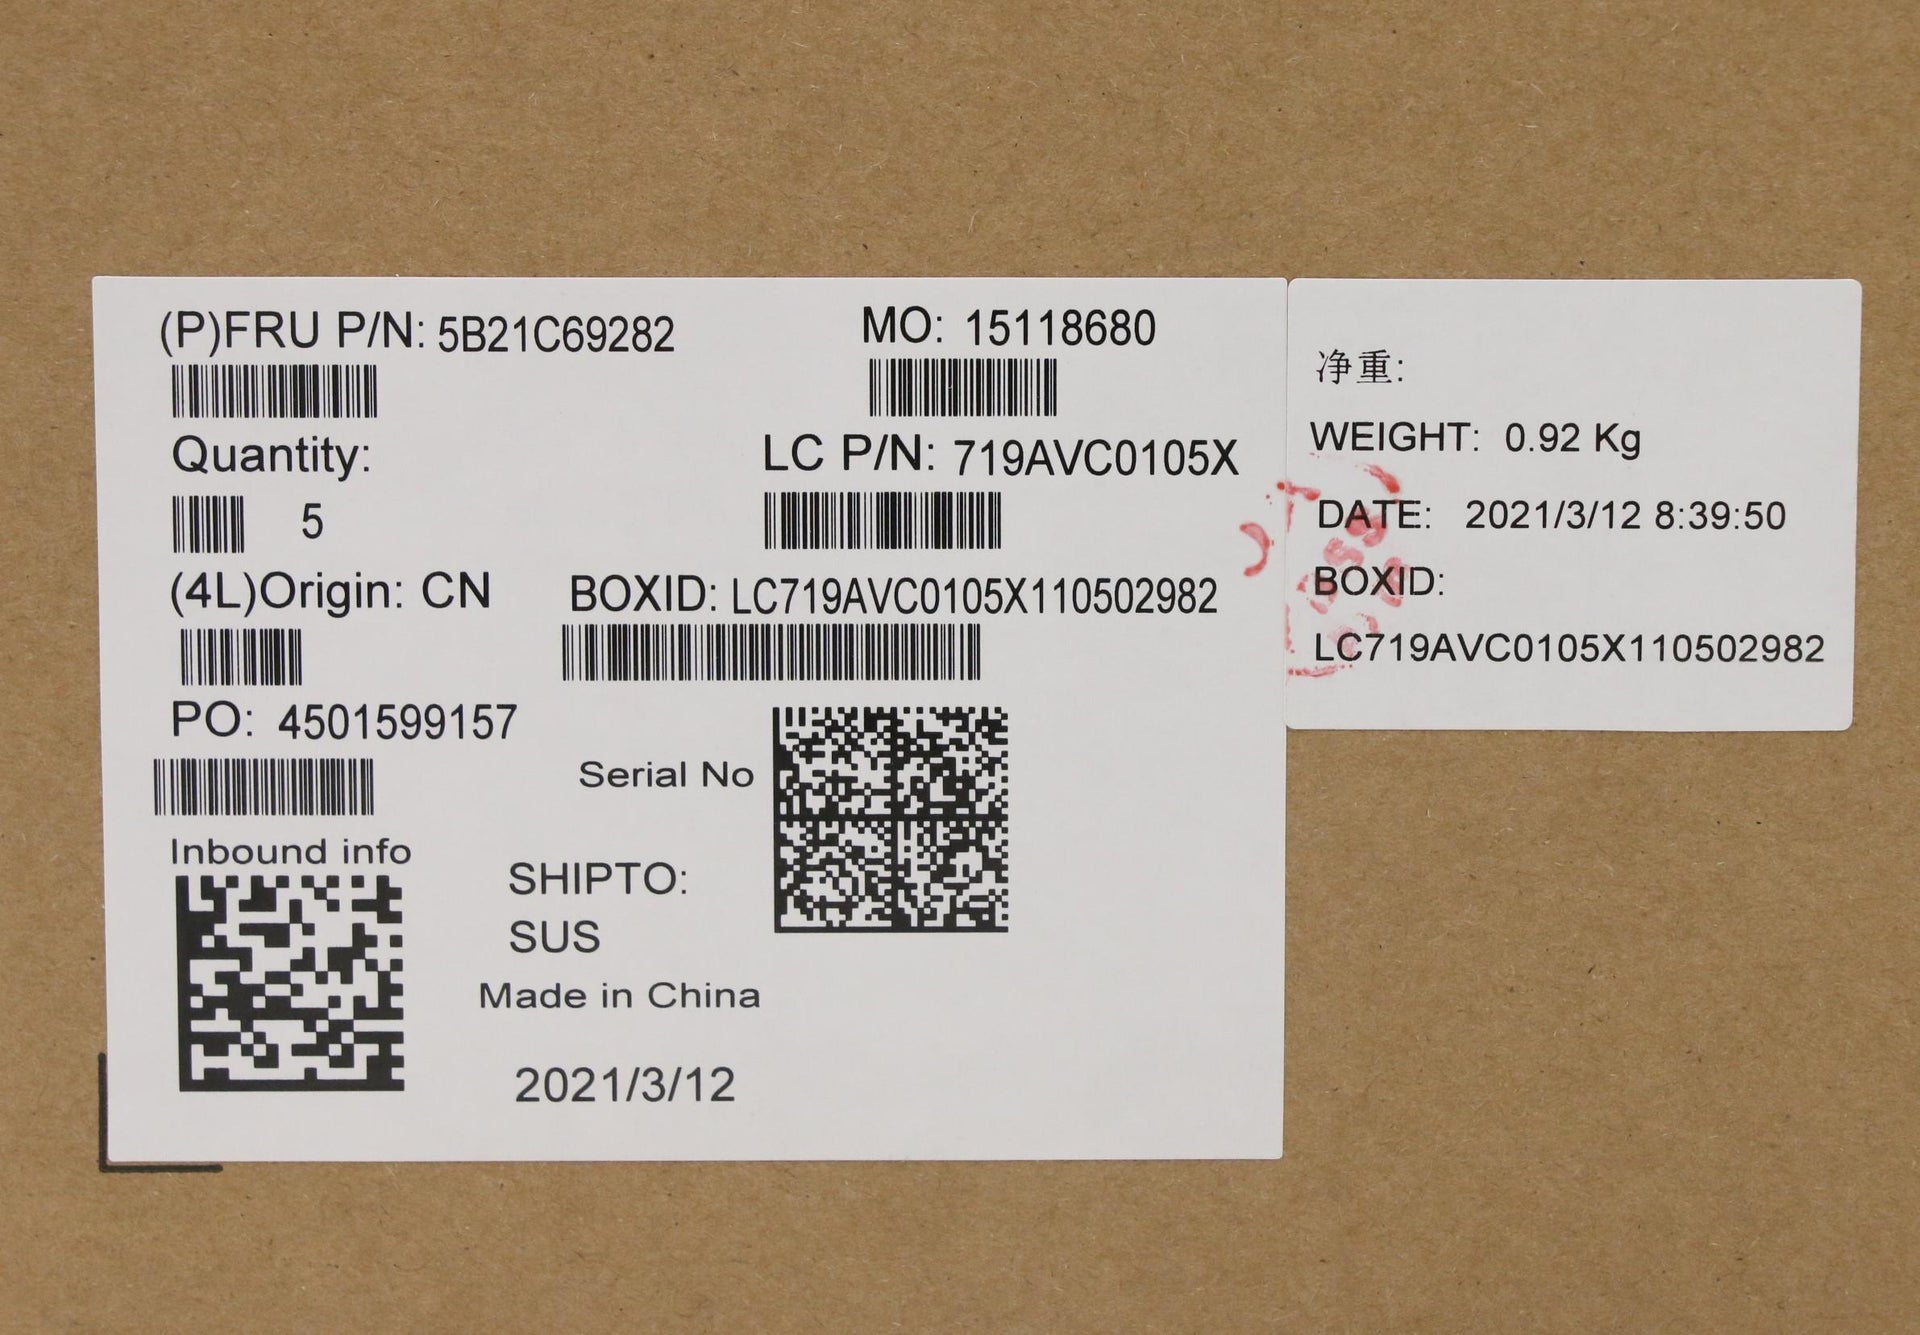 (P)FRU P/N: 5B21C69282
MO: 15118680
Quantity:
5
LC P/N: 719AVC0105X
(4L)Origin: CN
BOXID: LC719AVC0105X110502982
PO: 4501599157
Serial No
Inbound info
SHIPTO:
SUS
Made in China
2021/3/12
净重:
WEIGHT: 0.92 Kg
DATE: 2021/3/12 8:39:50
BOXID:
LC719AVC0105X110502982